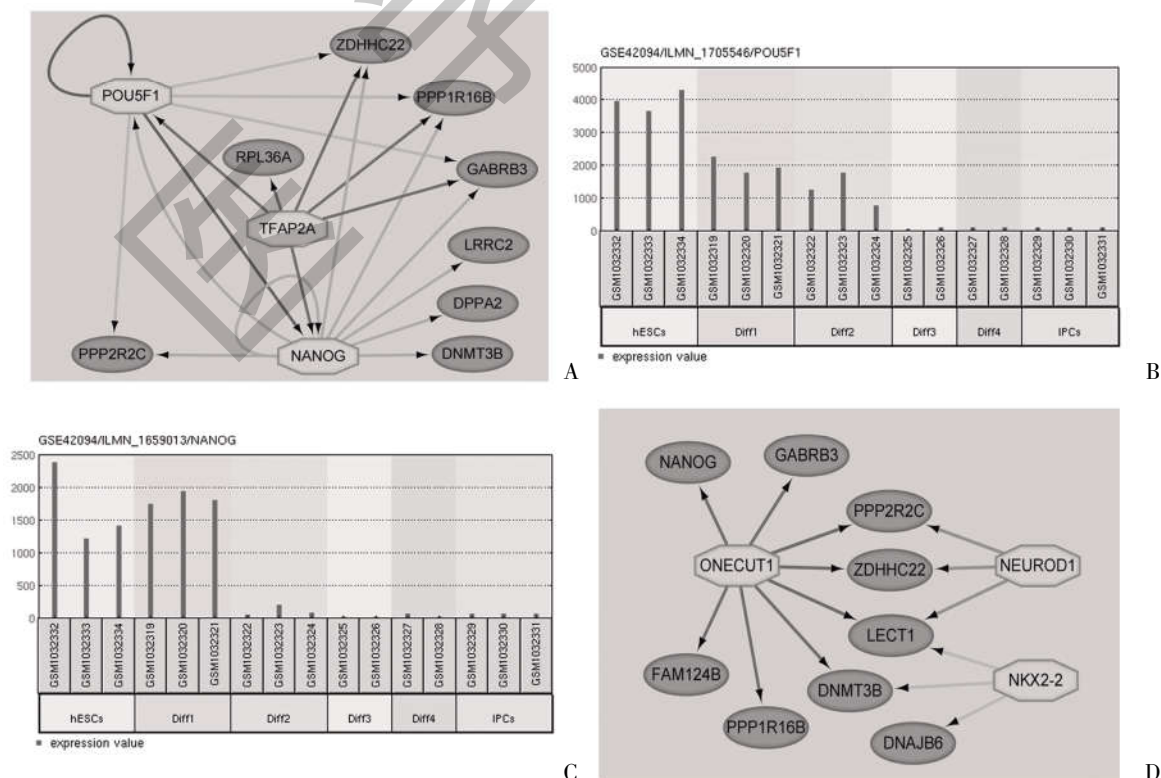 ZDHHC22
POU5F1
PPP1R16B
RPL36A
GABRB3
TFAP2A
LRRC2
DPPA2
PPP2R2C
NANOG
DNMT3B
A
GSE42094/ILMN_1705546/POU5F1
5000
4000
3000
2000
1000
0
GSM1032332
GSM1032333
GSM1032334
GSM1032319
GSM1032320
GSM1032321
GSM1032322
GSM1032323
GSM1032324
GSM1032325
GSM1032326
GSM1032327
GSM1032328
GSM1032329
GSM1032330
GSM1032331
hESCs Diff1 Diff2 Diff3 Diff4 IPCs
expression value
B
GSE42094/ILMN_1659013/NANOG
2500
2000
1500
1000
500
0
GSM1032332
GSM1032333
GSM1032334
GSM1032319
GSM1032320
GSM1032321
GSM1032322
GSM1032323
GSM1032324
GSM1032325
GSM1032326
GSM1032327
GSM1032328
GSM1032329
GSM1032330
GSM1032331
hESCs Diff1 Diff2 Diff3 Diff4 IPCs
expression value
C
NANOG
GABRB3
PPP2R2C
ONECUT1
ZDHHC22
NEUROD1
LECT1
FAM124B
DNMT3B
NKX2-2
PPP1R16B
DNAJB6
D